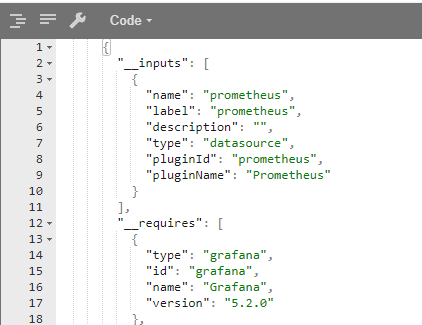 Code
1 {
2 "__inputs": [
3 {
4 "name": "prometheus",
5 "label": "prometheus",
6 "description": "",
7 "type": "datasource",
8 "pluginId": "prometheus",
9 "pluginName": "Prometheus"
10 }
11 ],
12 "__requires": [
13 {
14 "type": "grafana",
15 "id": "grafana",
16 "name": "Grafana",
17 "version": "5.2.0"
18 },